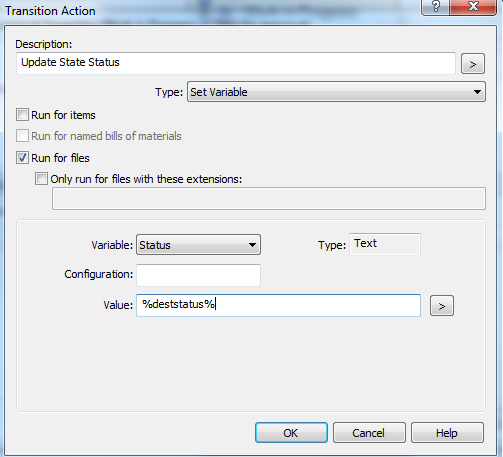 Transition Action
Description:
Update State Status
>
Type: Set Variable
Run for items
Run for named bills of materials
Run for files
Only run for files with these extensions:
Variable: Status Type: Text
Configuration:
Value: %deststatus% >
OK Cancel Help